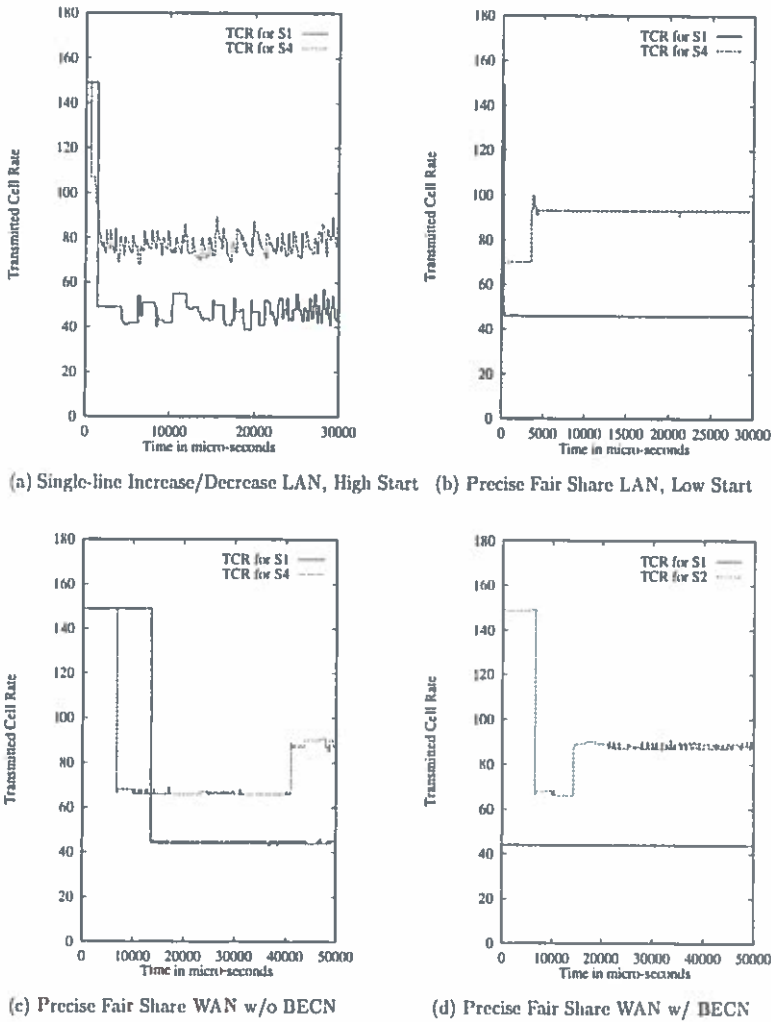 180
160
140
120
100
80
60
40
20
0
Transmitted Cell Rate
TCR for S1
TCR for S4
0 10000 20000 30000
Time in micro-seconds
(a) Single-line Increase/Decrease LAN, High Start
180
160
140
120
100
80
60
40
20
0
Transmitted Cell Rate
TCR for S1
TCR for S4
0 5000 10000 15000 20000 25000 30000
Time in micro-seconds
(b) Precise Fair Share LAN, Low Start
180
160
140
120
100
80
60
40
20
0
Transmitted Cell Rate
TCR for S1
TCR for S4
0 10000 20000 30000 40000 50000
Time in micro-seconds
(c) Precise Fair Share WAN w/o BECN
180
160
140
120
100
80
60
40
20
0
Transmitted Cell Rate
TCR for S1
TCR for S2
0 10000 20000 30000 40000 50000
Time in micro-seconds
(d) Precise Fair Share WAN w/ BECN